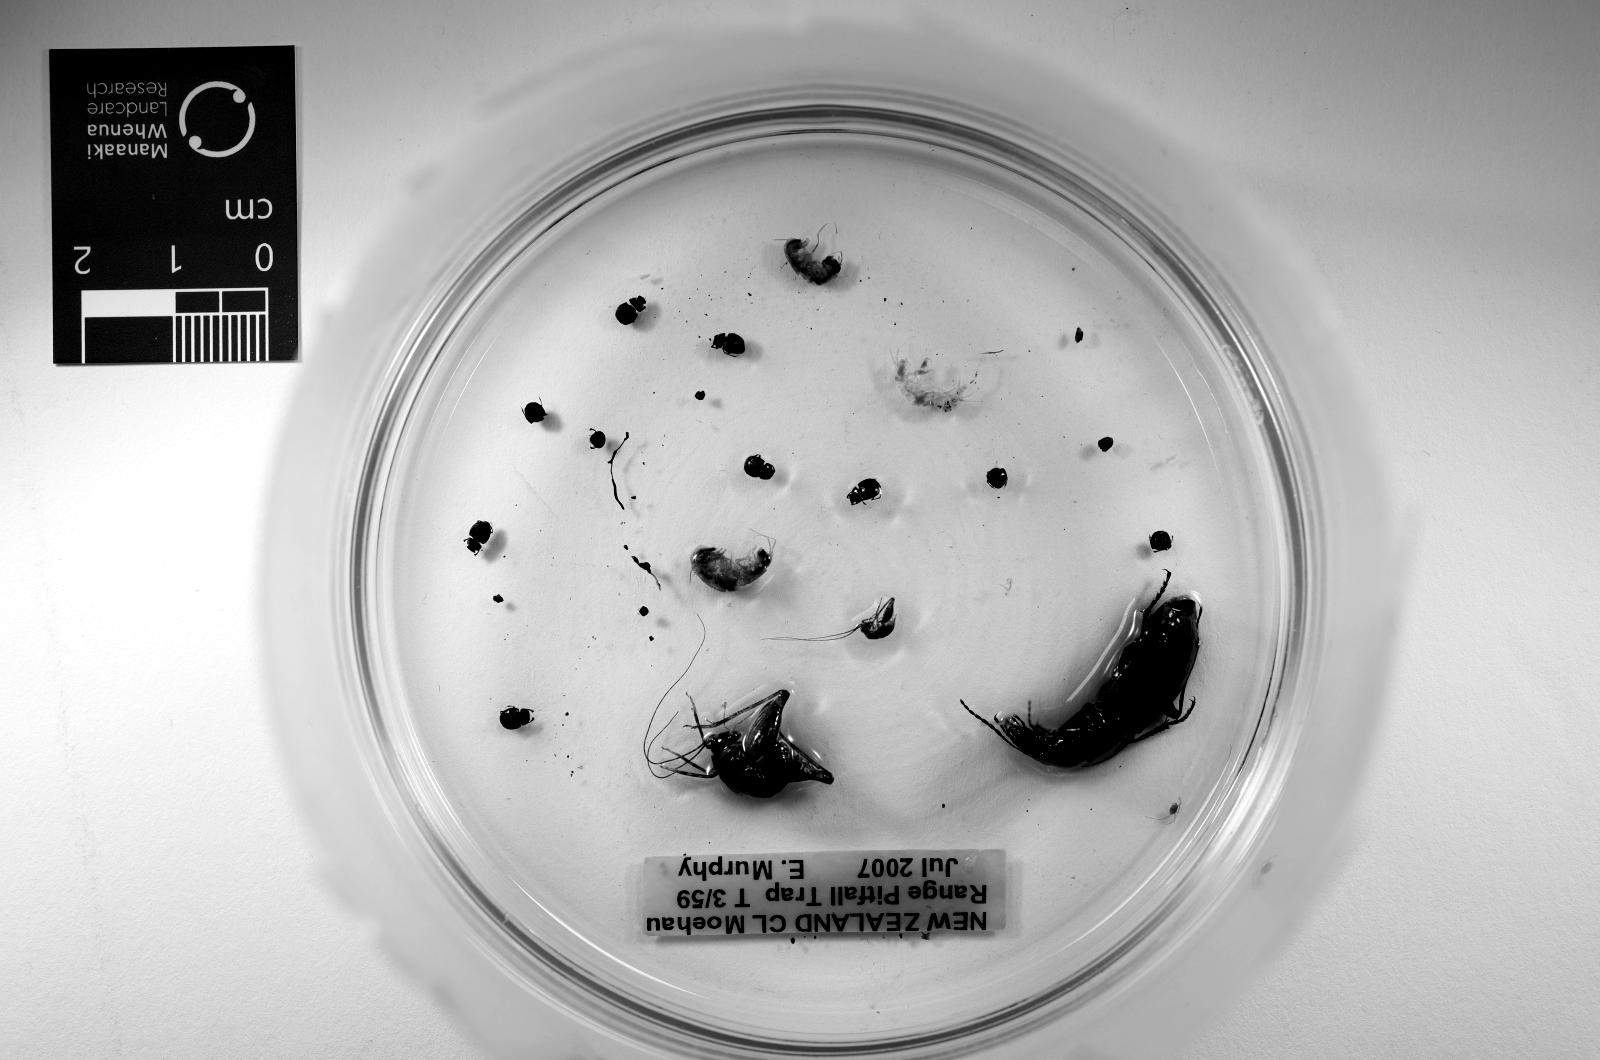 NEW ZEALAND CL Moehau
Range Pitfall Trap T 3/59
Jul 2007 E. Murphy
0 1 2
cm
Manaaki
Whenua
Landcare
Research